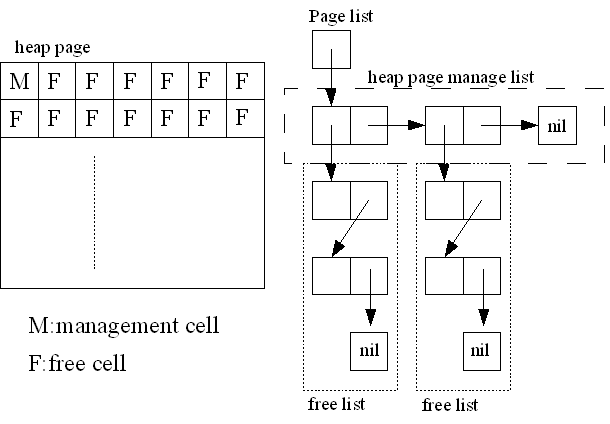 Page list
heap page
heap page manage list
M F F F F F F
F F F F F F F
nil
M:management cell
F:free cell
nil
nil
free list
free list